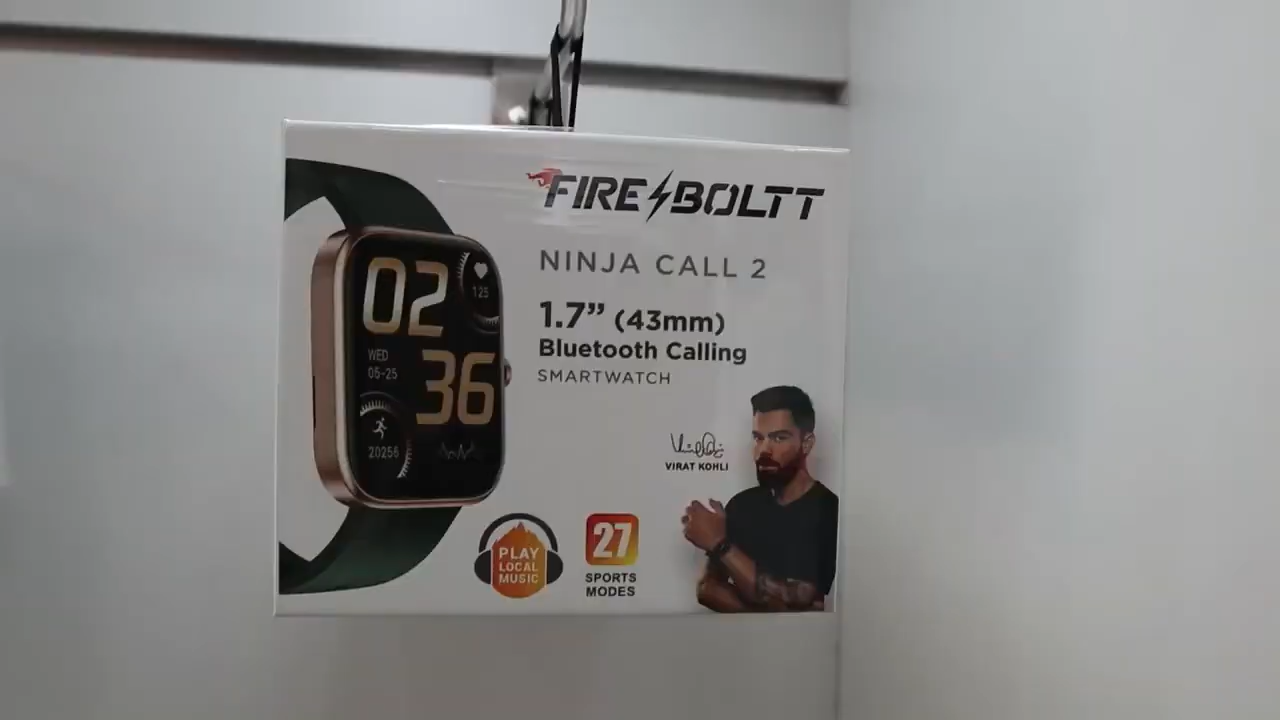 FIRE BOLTT
NINJA CALL 2
1.7” (43mm)
Bluetooth Calling
SMARTWATCH
02
125
WED
05-25
36
20256
VIRAT KOHLI
PLAY
LOCAL
MUSIC
27
SPORTS
MODES